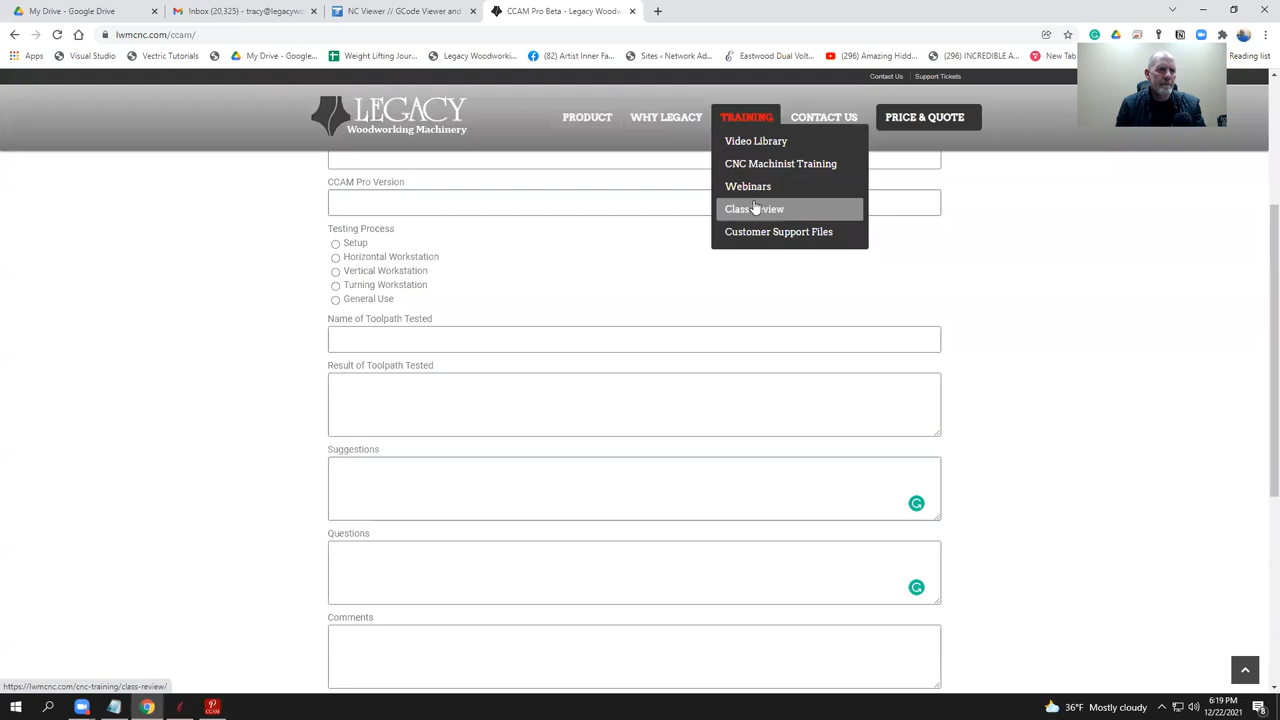 My Drive - Google Drive
Inbox (20,325) - tracy@legacywo
NC Viewer // GCode Viewer and
CCAM Pro Beta - Legacy Woodw
lwmcnc.com/ccam/
Apps
Visual Studio
Vectric Tutorials
My Drive - Google...
Weight Lifting Jour...
Legacy Woodworki...
(82) Artist Inner Fa...
Sites ‹ Network Ad...
Eastwood Dual Volt...
(296) Amazing Hidd...
(296) INCREDIBLE A...
New Tab
Reading list
Contact Us
Support Tickets
LEGACY
Woodworking Machinery
PRODUCT
WHY LEGACY
TRAINING
CONTACT US
PRICE & QUOTE
Video Library
CNC Machinist Training
Webinars
Class Review
Customer Support Files
CCAM Pro Version
Testing Process
Setup
Horizontal Workstation
Vertical Workstation
Turning Workstation
General Use
Name of Toolpath Tested
Result of Toolpath Tested
Suggestions
Questions
Comments
https://lwmcnc.com/cnc-training/class-review/
CCAM
36°F Mostly cloudy
6:19 PM
12/22/2021
8